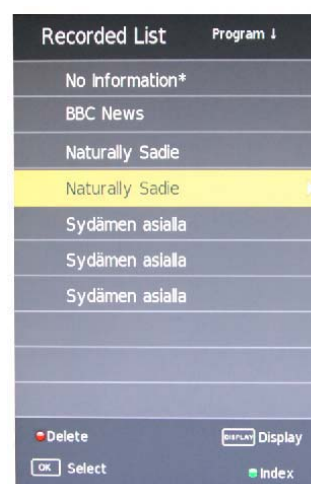 Recorded List Program ↓
No Information*
BBC News
Naturally Sadie
Naturally Sadie
Sydämen asialla
Sydämen asialla
Sydämen asialla
Delete DISPLAY Display
OK Select Index